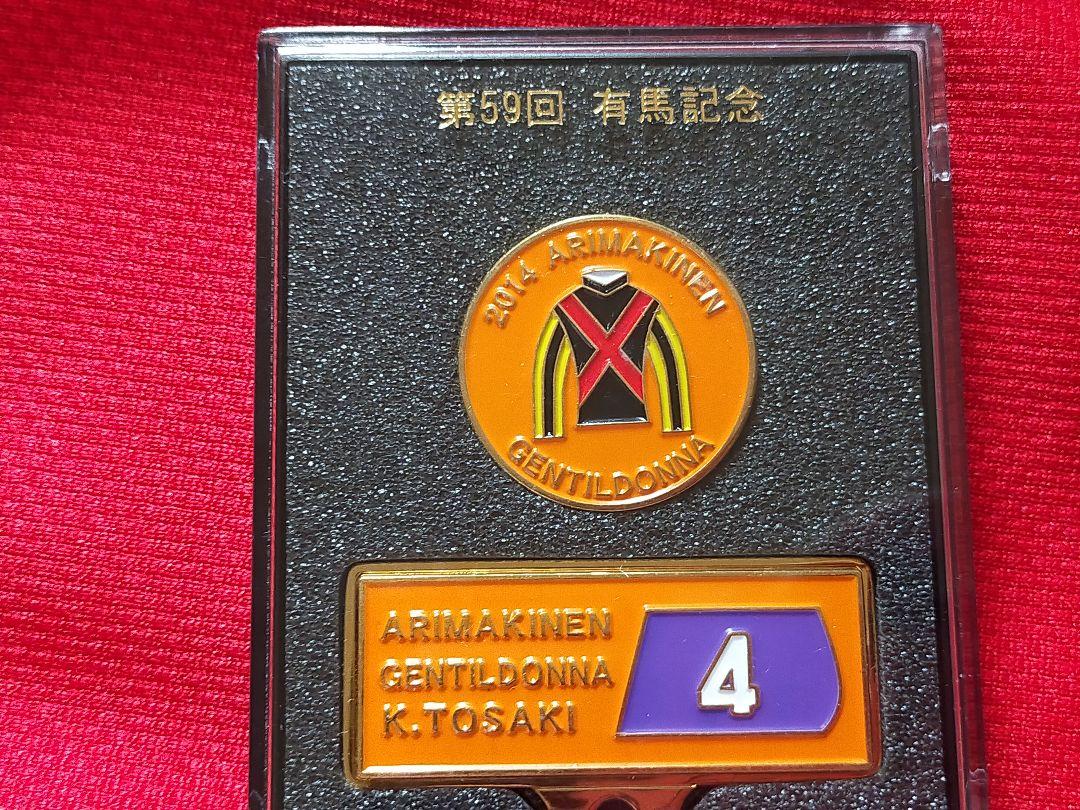 第59回 有馬記念
2014 ARIMAKINEN
GENTILDONNA
ARIMAKINEN
GENTILDONNA
K.TOSAKI
4